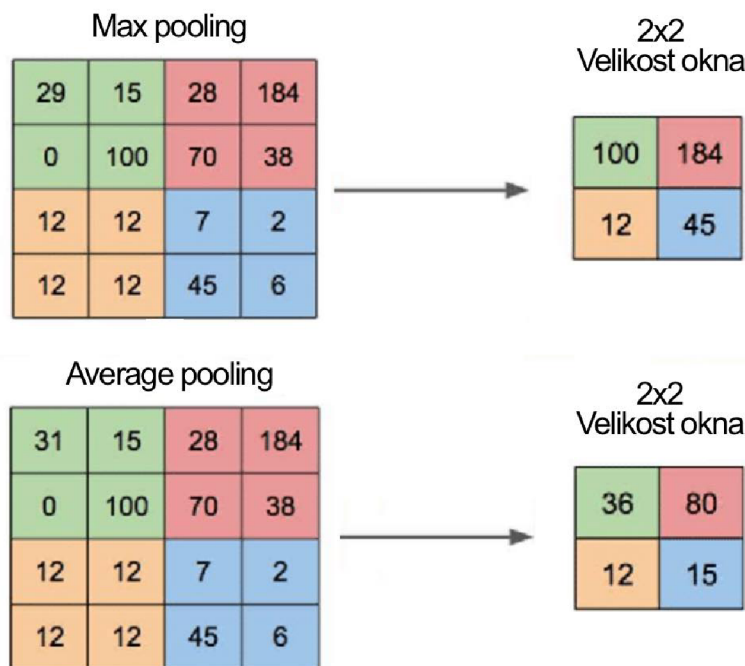 Max pooling
2x2
Velikost okna
29 15 28 184
0 100 70 38
12 12 7 2
12 12 45 6
100 184
12 45
Average pooling
2x2
Velikost okna
31 15 28 184
0 100 70 38
12 12 7 2
12 12 45 6
36 80
12 15